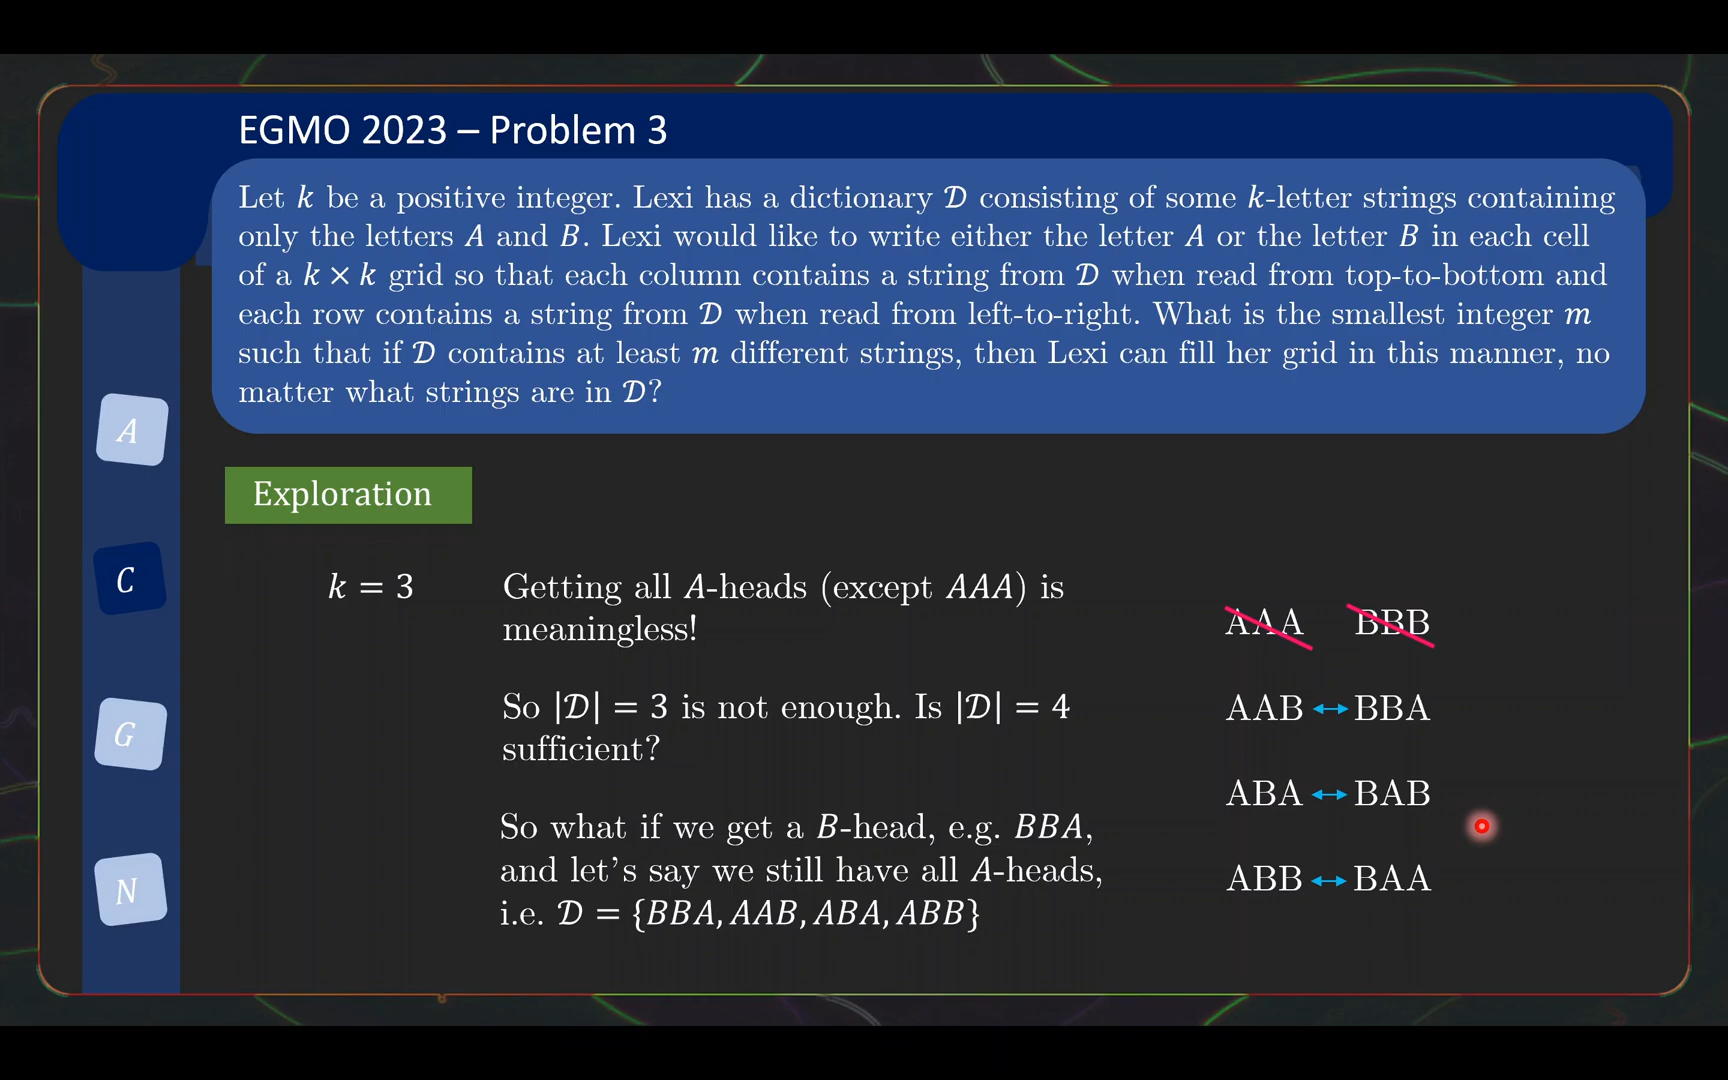 EGMO 2023 – Problem 3
Let k be a positive integer. Lexi has a dictionary 𝒟 consisting of some k-letter strings containing
only the letters A and B. Lexi would like to write either the letter A or the letter B in each cell
of a k × k grid so that each column contains a string from 𝒟 when read from top-to-bottom and
each row contains a string from 𝒟 when read from left-to-right. What is the smallest integer m
such that if 𝒟 contains at least m different strings, then Lexi can fill her grid in this manner, no
matter what strings are in 𝒟?
A
C
G
N
Exploration
k = 3
Getting all A-heads (except AAA) is
meaningless!
So |𝒟| = 3 is not enough. Is |𝒟| = 4
sufficient?
So what if we get a B-head, e.g. BBA,
and let's say we still have all A-heads,
i.e. 𝒟 = {BBA, AAB, ABA, ABB}
AAA BBB
AAB ↔ BBA
ABA ↔ BAB
ABB ↔ BAA